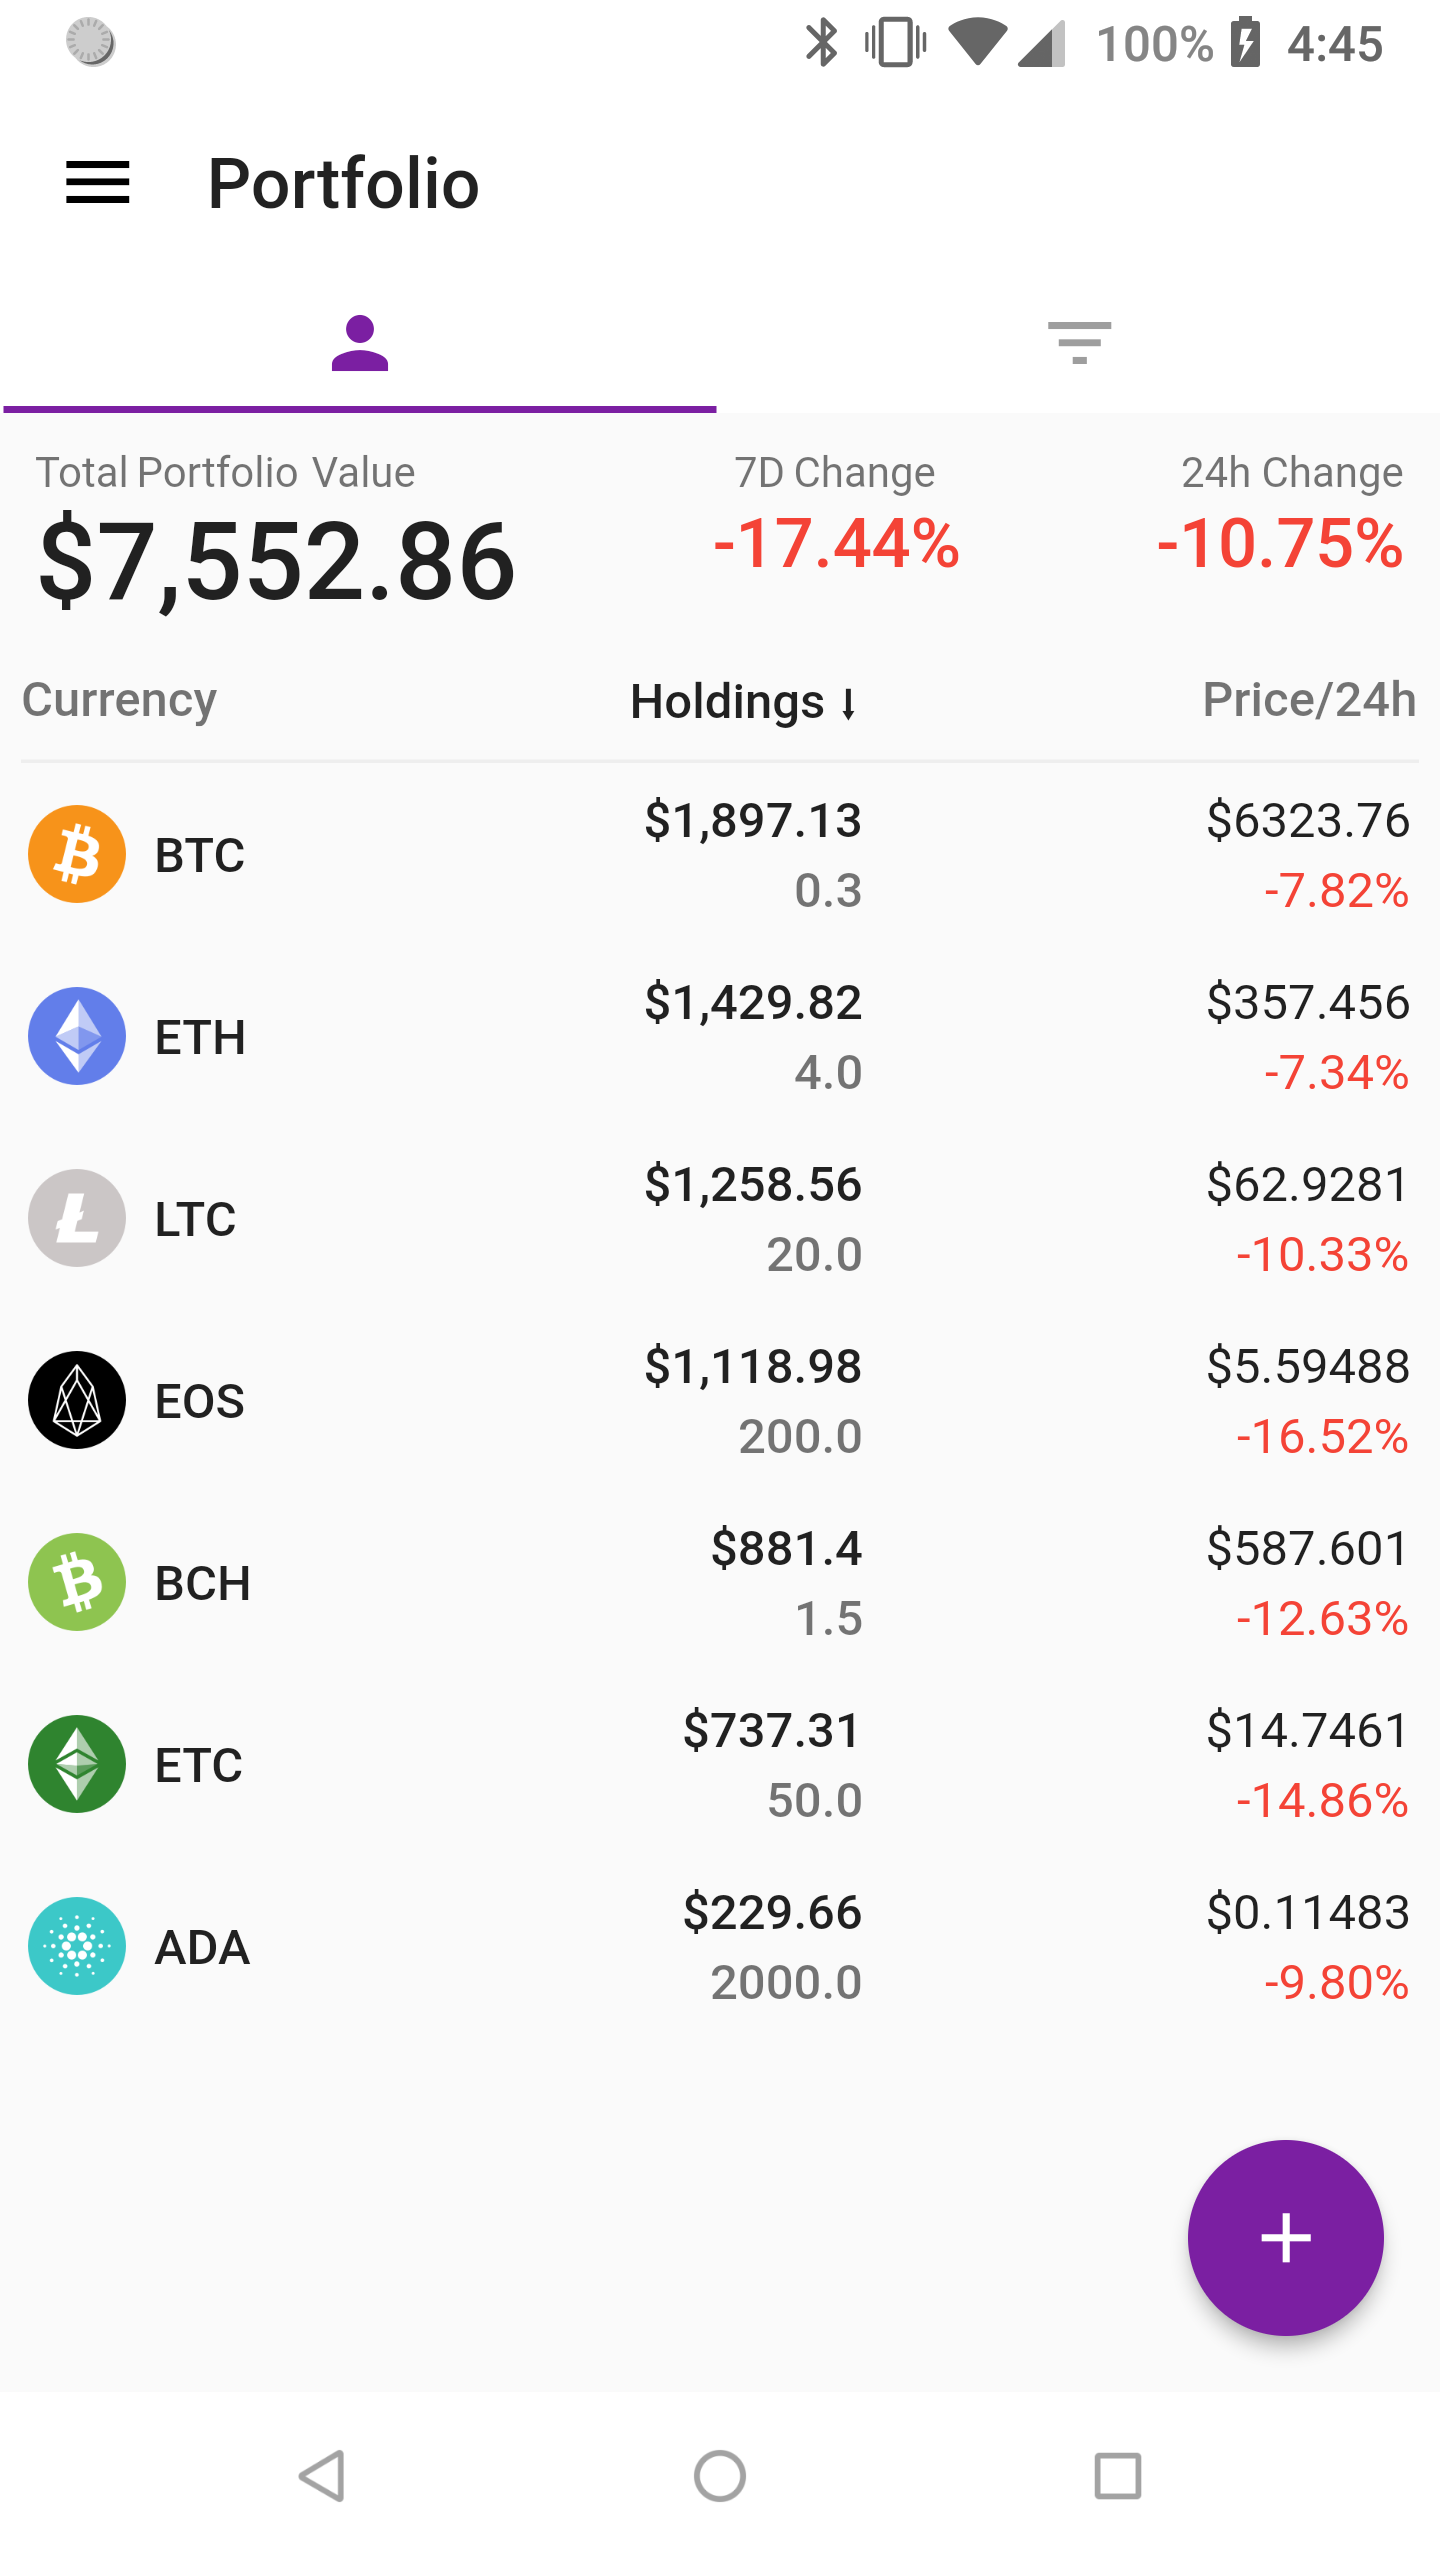 100% 4:45
Portfolio
Total Portfolio Value 7D Change 24h Change
$7,552.86 -17.44% -10.75%
Currency Holdings ↓ Price/24h
BTC $1,897.13 $6323.76
0.3 -7.82%
ETH $1,429.82 $357.456
4.0 -7.34%
LTC $1,258.56 $62.9281
20.0 -10.33%
EOS $1,118.98 $5.59488
200.0 -16.52%
BCH $881.4 $587.601
1.5 -12.63%
ETC $737.31 $14.7461
50.0 -14.86%
ADA $229.66 $0.11483
2000.0 -9.80%